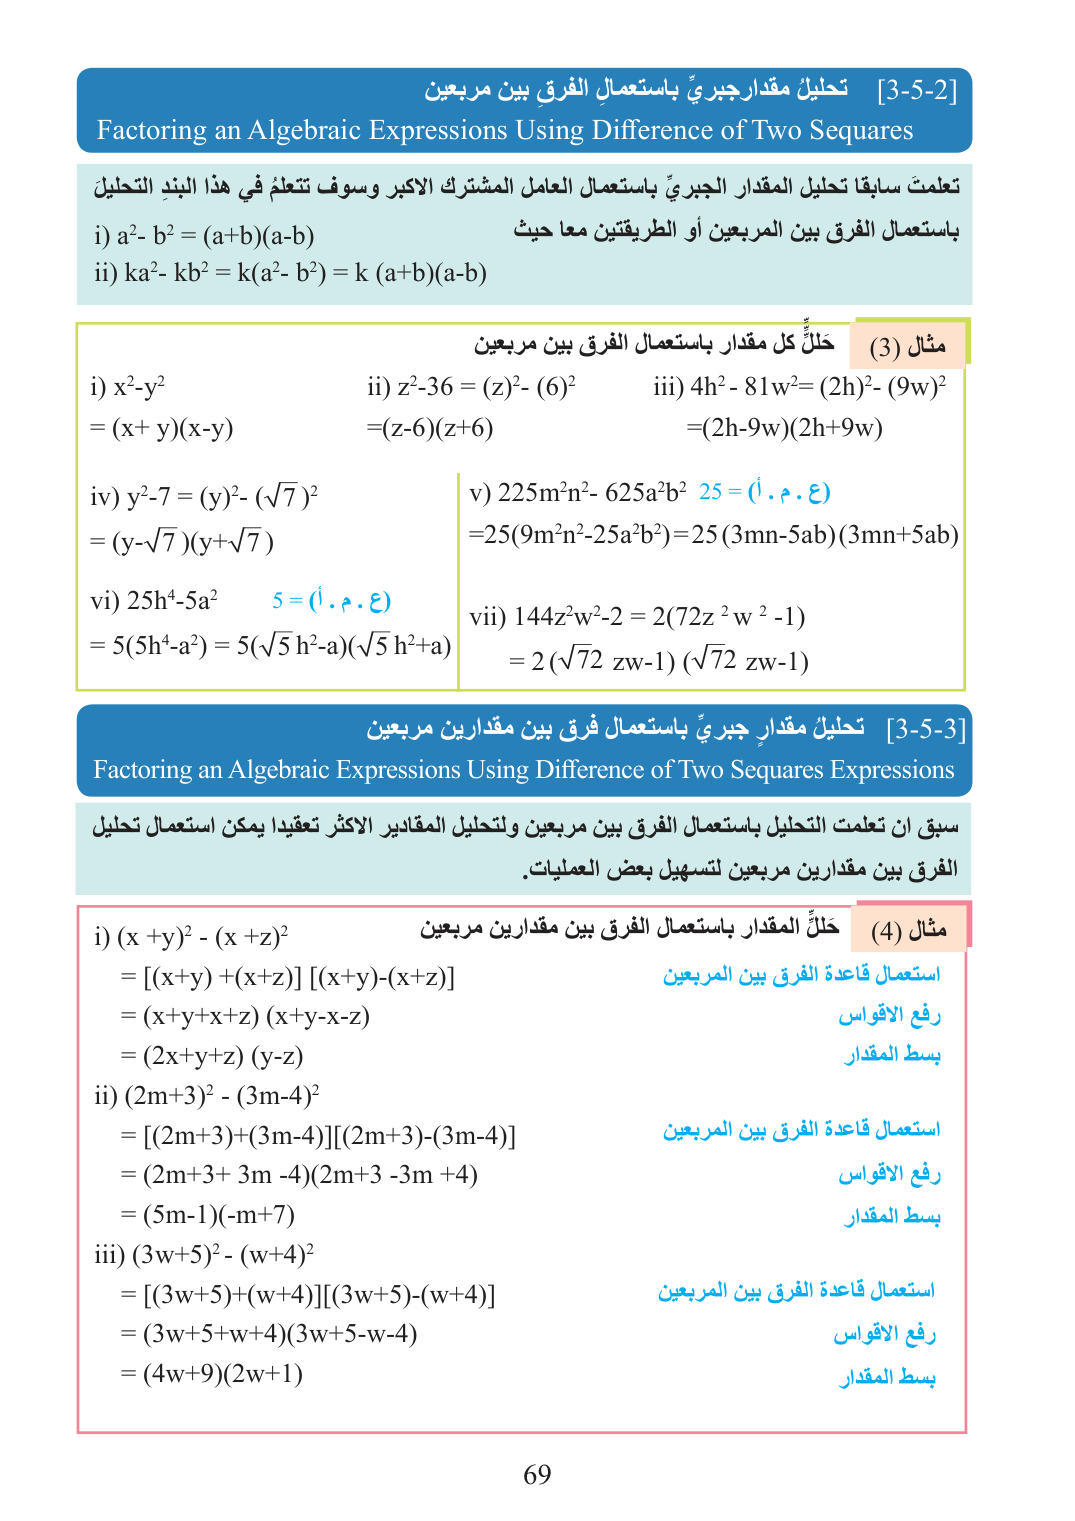 [3-5-2] تحليلُ مقدارجبريِّ باستعمالِ الفرقِ بين مربعين
Factoring an Algebraic Expressions Using Difference of Two Sequares
تعلمتَ سابقا تحليل المقدار الجبريِّ باستعمال العامل المشترك الاكبر وسوف تتعلمُ في هذا البندِ التحليلَ
باستعمال الفرق بين المربعين أو الطريقتين معا حيث
i) a²- b² = (a+b)(a-b)
ii) ka²- kb² = k(a²- b²) = k (a+b)(a-b)
مثال (3) حَللِّّ كل مقدار باستعمال الفرق بين مربعين
i) x²-y² ii) z²-36 = (z)²- (6)² iii) 4h² - 81w²= (2h)²- (9w)²
= (x+ y)(x-y) =(z-6)(z+6) =(2h-9w)(2h+9w)
iv) y²-7 = (y)²- (√7 )²
= (y-√7 )(y+√7 )
v) 225m²n²- 625a²b² 25 = (ع . م . أ)
=25(9m²n²-25a²b²)=25(3mn-5ab)(3mn+5ab)
vi) 25h⁴-5a² 5 = (ع . م . أ)
= 5(5h⁴-a²) = 5(√5 h²-a)(√5 h²+a)
vii) 144z²w²-2 = 2(72z ² w ² -1)
= 2 (√72 zw-1) (√72 zw-1)
[3-5-3] تحليلُ مقدارٍ جبريِّ باستعمال فرق بين مقدارين مربعين
Factoring an Algebraic Expressions Using Difference of Two Sequares Expressions
سبق ان تعلمت التحليل باستعمال الفرق بين مربعين ولتحليل المقادير الاكثر تعقيدا يمكن استعمال تحليل
الفرق بين مقدارين مربعين لتسهيل بعض العمليات.
مثال (4) حَللِّ المقدار باستعمال الفرق بين مقدارين مربعين
i) (x +y)² - (x +z)²
= [(x+y) +(x+z)] [(x+y)-(x+z)] استعمال قاعدة الفرق بين المربعين
= (x+y+x+z) (x+y-x-z) رفع الاقواس
= (2x+y+z) (y-z) بسط المقدار
ii) (2m+3)² - (3m-4)²
= [(2m+3)+(3m-4)][(2m+3)-(3m-4)] استعمال قاعدة الفرق بين المربعين
= (2m+3+ 3m -4)(2m+3 -3m +4) رفع الاقواس
= (5m-1)(-m+7) بسط المقدار
iii) (3w+5)² - (w+4)²
= [(3w+5)+(w+4)][(3w+5)-(w+4)] استعمال قاعدة الفرق بين المربعين
= (3w+5+w+4)(3w+5-w-4) رفع الاقواس
= (4w+9)(2w+1) بسط المقدار
69